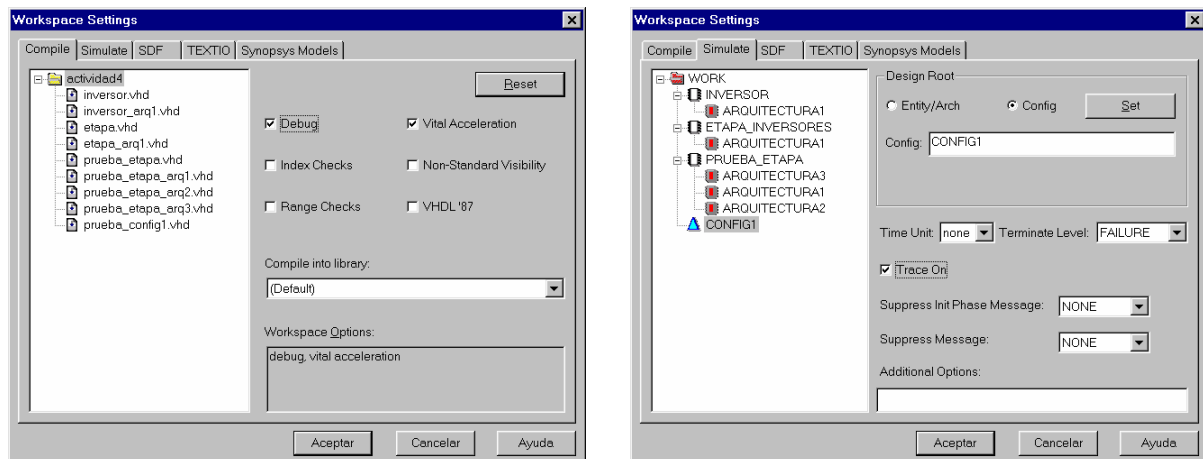 Workspace Settings
Compile Simulate SDF TEXTIO Synopsys Models
actividad4
inversor.vhd
inversor_arq1.vhd
etapa.vhd
etapa_arq1.vhd
prueba_etapa.vhd
prueba_etapa_arq1.vhd
prueba_etapa_arq2.vhd
prueba_etapa_arq3.vhd
prueba_config1.vhd
Reset
Debug Vital Acceleration
Index Checks Non-Standard Visibility
Range Checks VHDL '87
Compile into library:
(Default)
Workspace Options:
debug, vital acceleration
Aceptar Cancelar Ayuda
Workspace Settings
Compile Simulate SDF TEXTIO Synopsys Models
WORK
INVERSOR
ARQUITECTURA1
ETAPA_INVERSORES
ARQUITECTURA1
PRUEBA_ETAPA
ARQUITECTURA3
ARQUITECTURA1
ARQUITECTURA2
CONFIG1
Design Root
Entity/Arch Config Set
Config: CONFIG1
Time Unit: none Terminate Level: FAILURE
Trace On
Suppress Init Phase Message: NONE
Suppress Message: NONE
Additional Options:
Aceptar Cancelar Ayuda